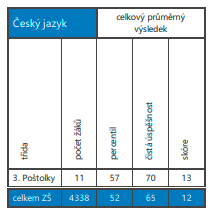 Český jazyk
celkový průměrný
výsledek
třída
počet žáků
percentil
čistá úspěšnost
skóre
3. Poštolky 11 57 70 13
celkem ZŠ 4338 52 65 12